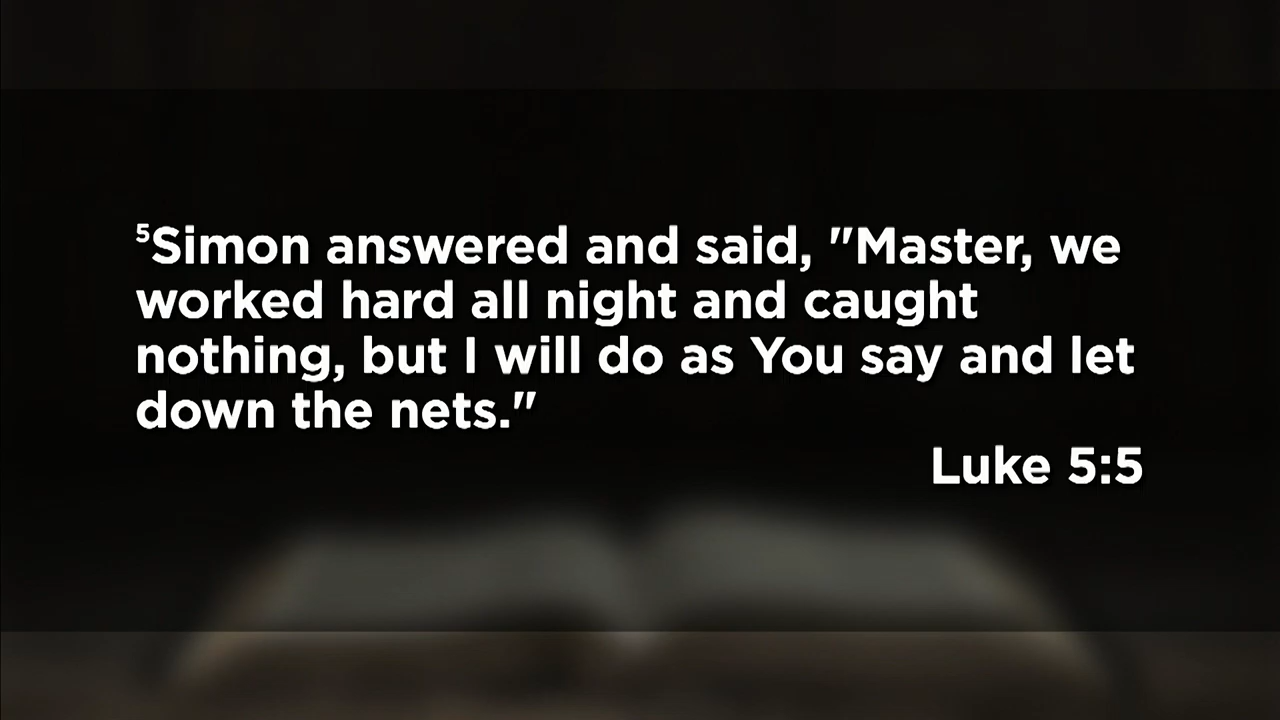 ⁵Simon answered and said, "Master, we
worked hard all night and caught
nothing, but I will do as You say and let
down the nets."
Luke 5:5